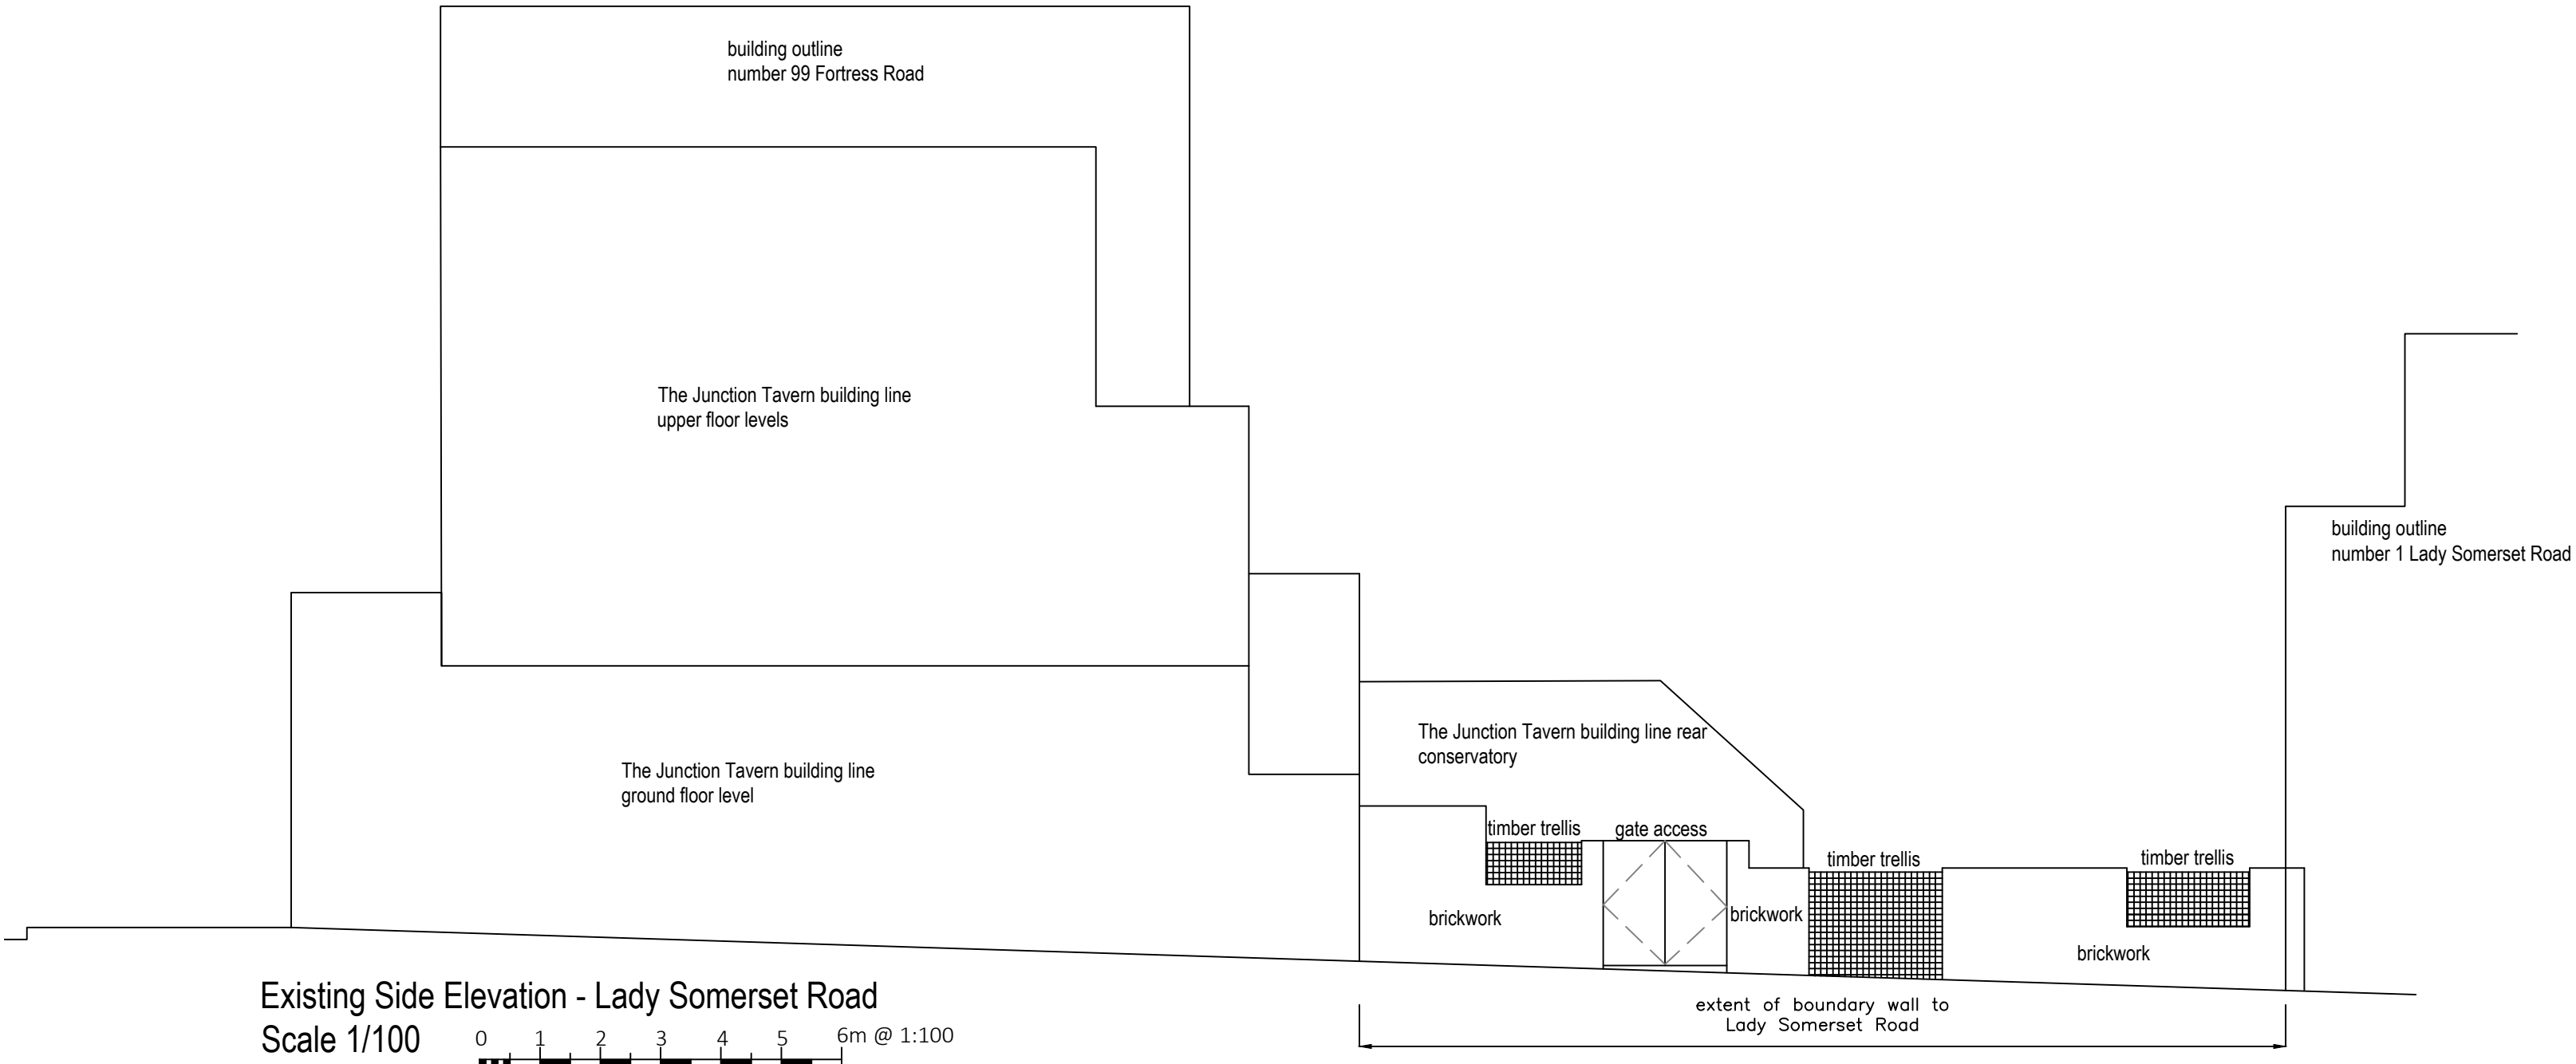 building outline
number 99 Fortress Road
The Junction Tavern building line
upper floor levels
building outline
number 1 Lady Somerset Road
The Junction Tavern building line rear
conservatory
The Junction Tavern building line
ground floor level
timber trellis
gate access
timber trellis
timber trellis
brickwork
brickwork
brickwork
Existing Side Elevation - Lady Somerset Road
Scale 1/100
0 1 2 3 4 5 6m @ 1:100
extent of boundary wall to
Lady Somerset Road